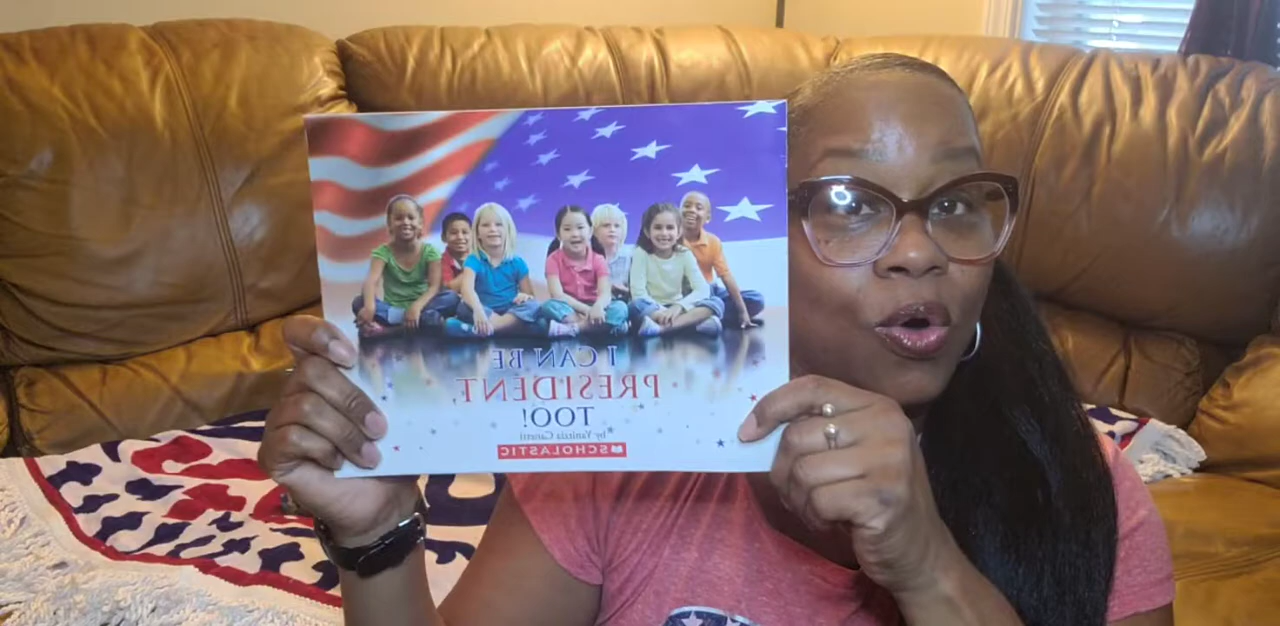 I CAN BE
PRESIDENT,
TOO!
by Yanitzia Canetti
SCHOLASTIC